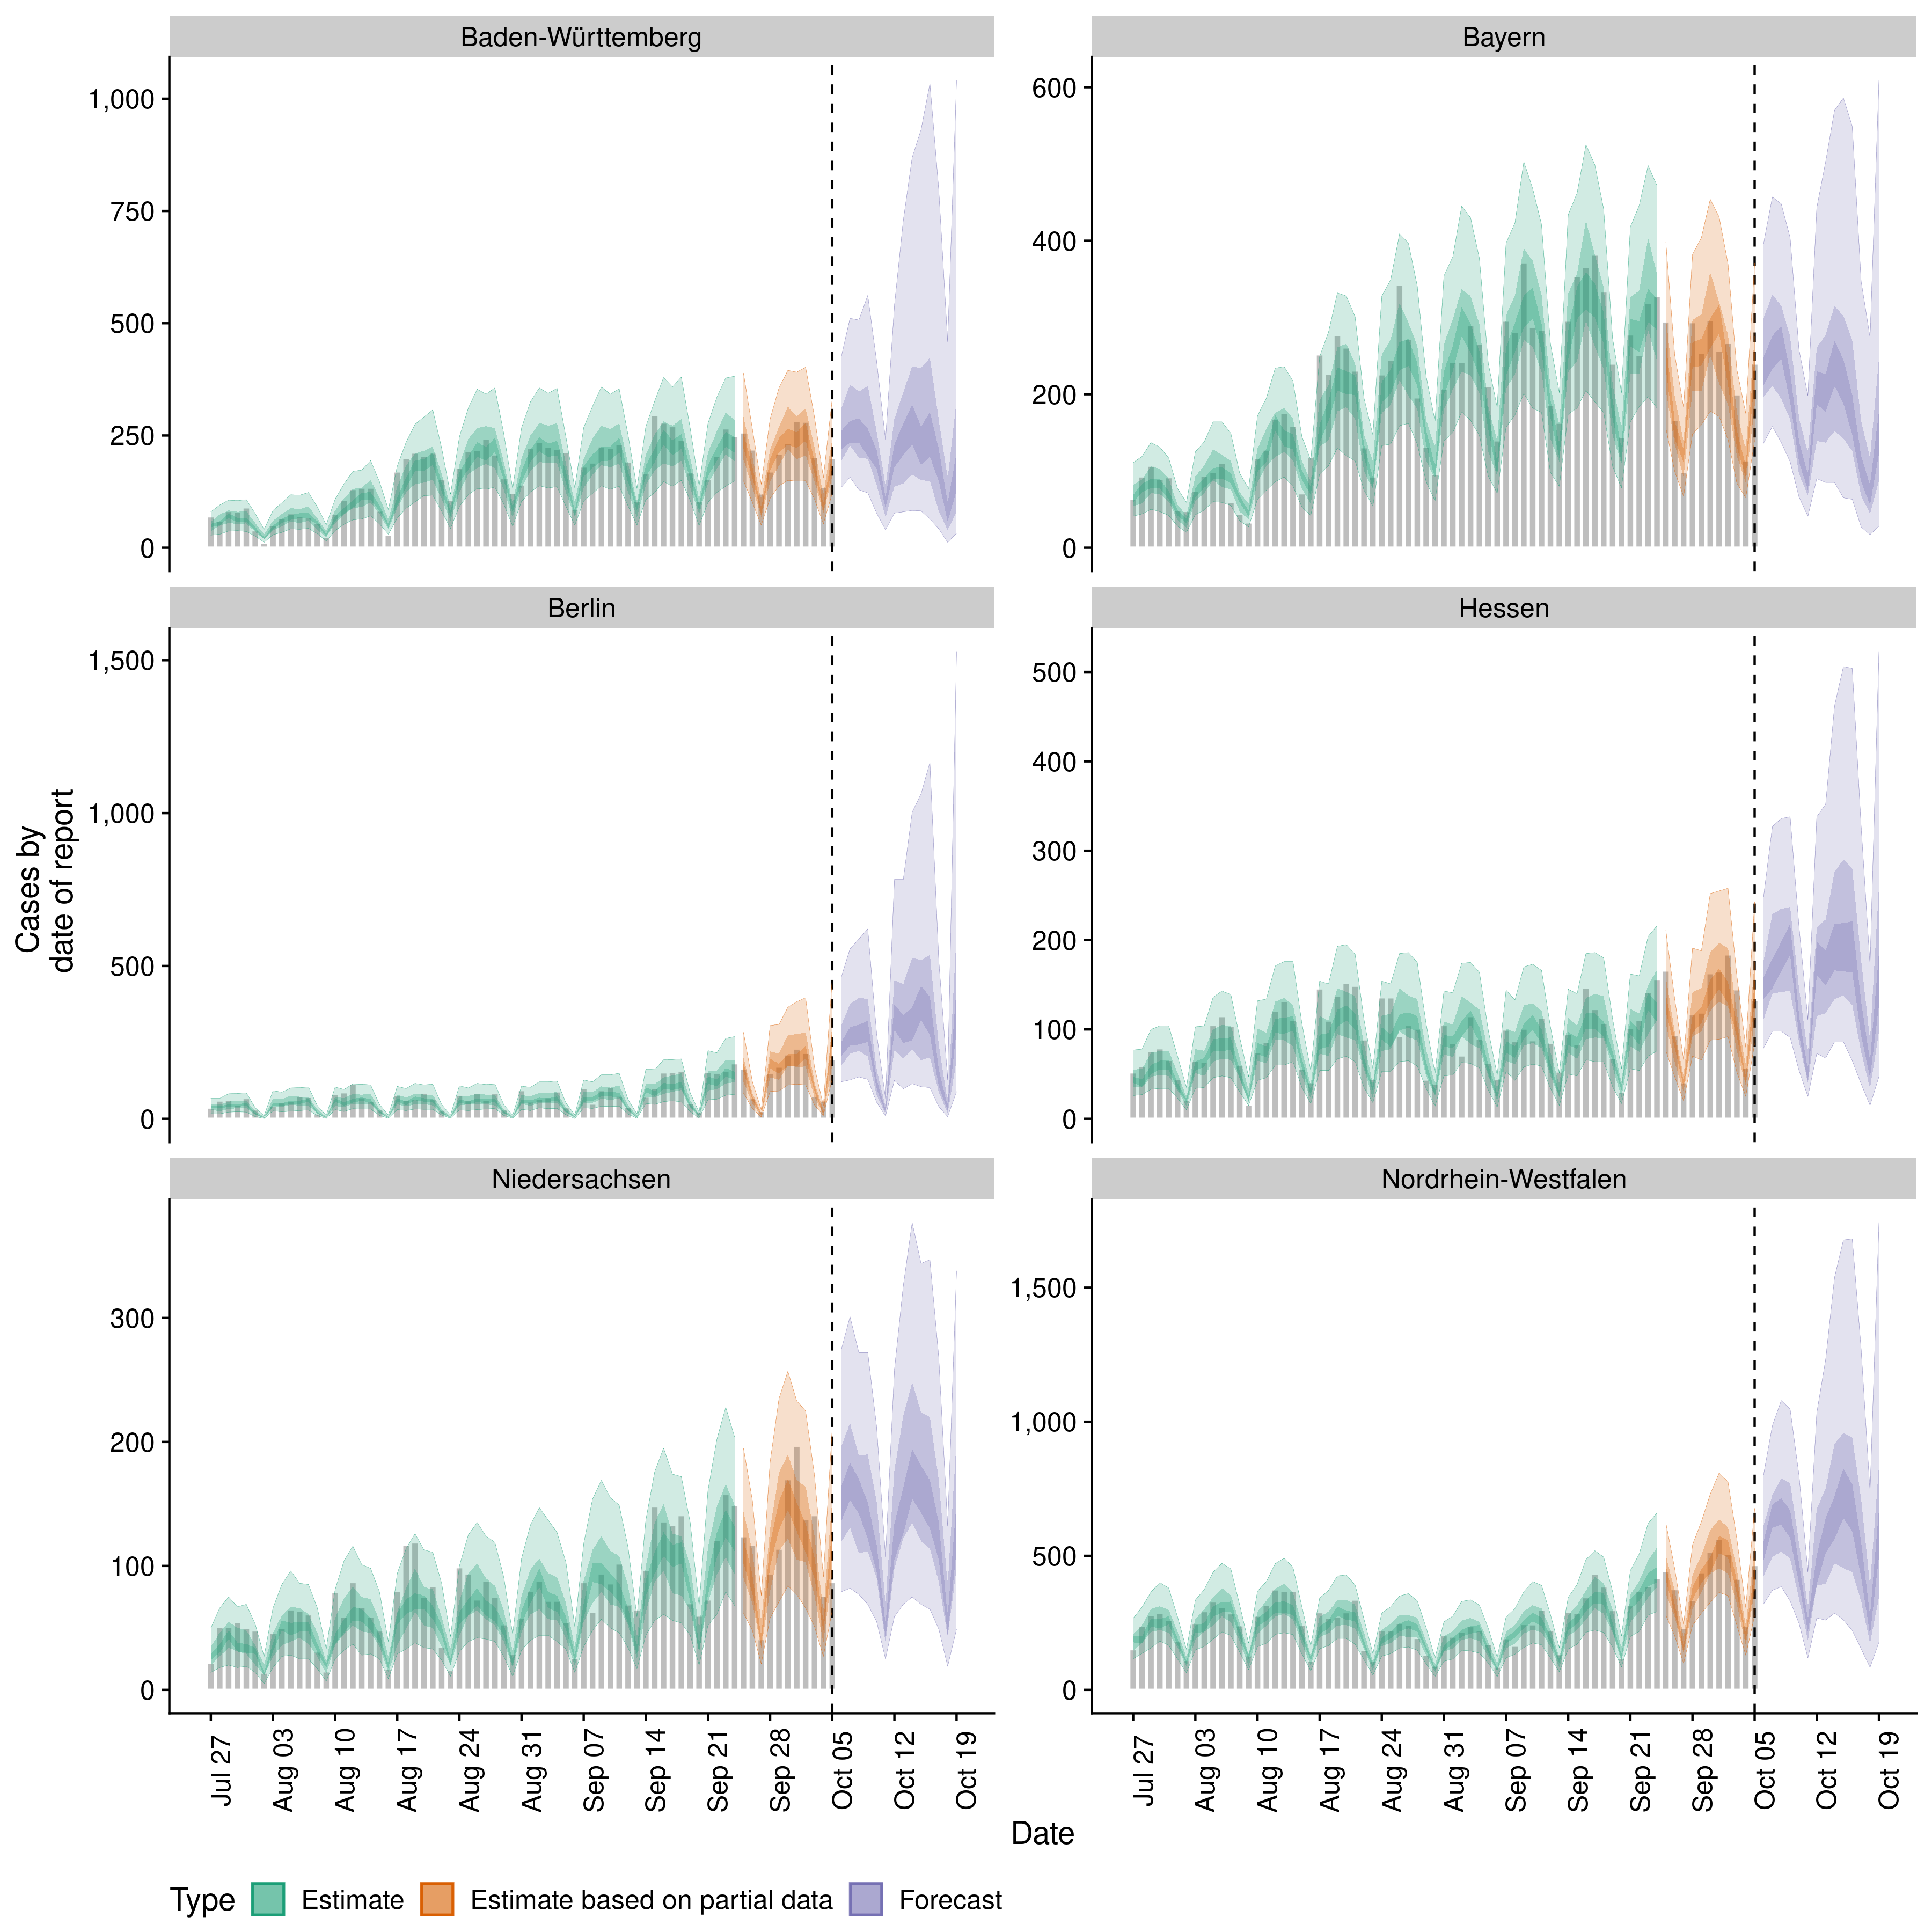 Baden-Württemberg
Bayern
1,000
750
500
250
0
600
400
200
0
Berlin
Hessen
1,500
1,000
500
0
500
400
300
200
100
0
Niedersachsen
Nordrhein-Westfalen
300
200
100
0
1,500
1,000
500
0
Cases by
date of report
Jul 27
Aug 03
Aug 10
Aug 17
Aug 24
Aug 31
Sep 07
Sep 14
Sep 21
Sep 28
Oct 05
Oct 12
Oct 19
Jul 27
Aug 03
Aug 10
Aug 17
Aug 24
Aug 31
Sep 07
Sep 14
Sep 21
Sep 28
Oct 05
Oct 12
Oct 19
Date
Type Estimate Estimate based on partial data Forecast